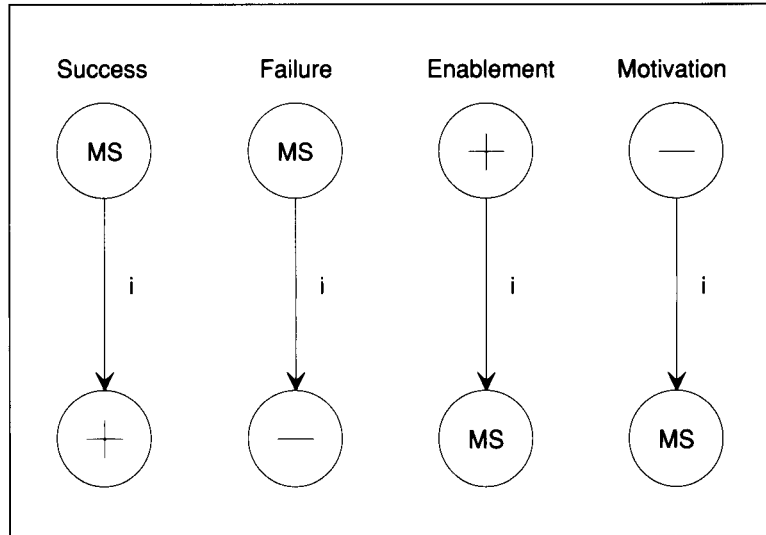 Success Failure Enablement Motivation
MS MS + —
i i i i
+ — MS MS